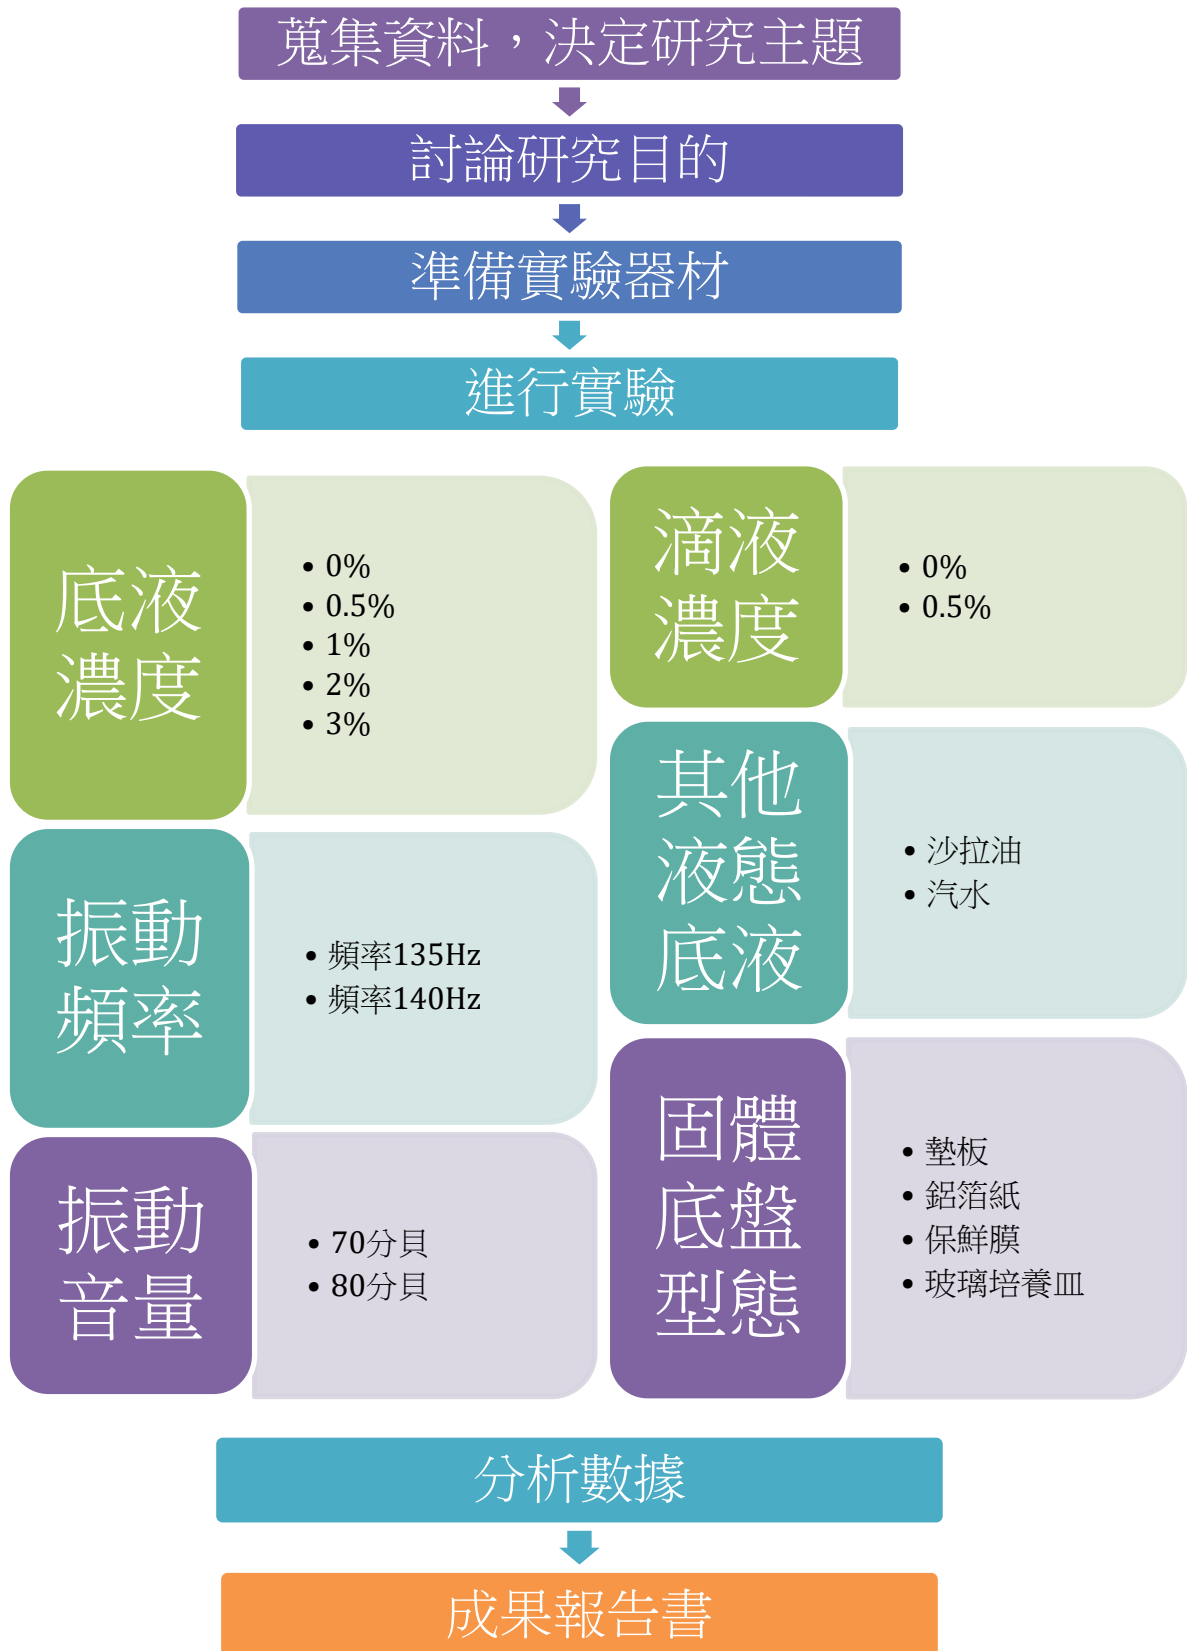 蒐集資料，決定研究主題
討論研究目的
準備實驗器材
進行實驗
底液
濃度
• 0%
• 0.5%
• 1%
• 2%
• 3%
滴液
濃度
• 0%
• 0.5%
振動
頻率
• 頻率135Hz
• 頻率140Hz
其他
液態
底液
• 沙拉油
• 汽水
振動
音量
• 70分貝
• 80分貝
固體
底盤
型態
• 墊板
• 鋁箔紙
• 保鮮膜
• 玻璃培養皿
分析數據
成果報告書